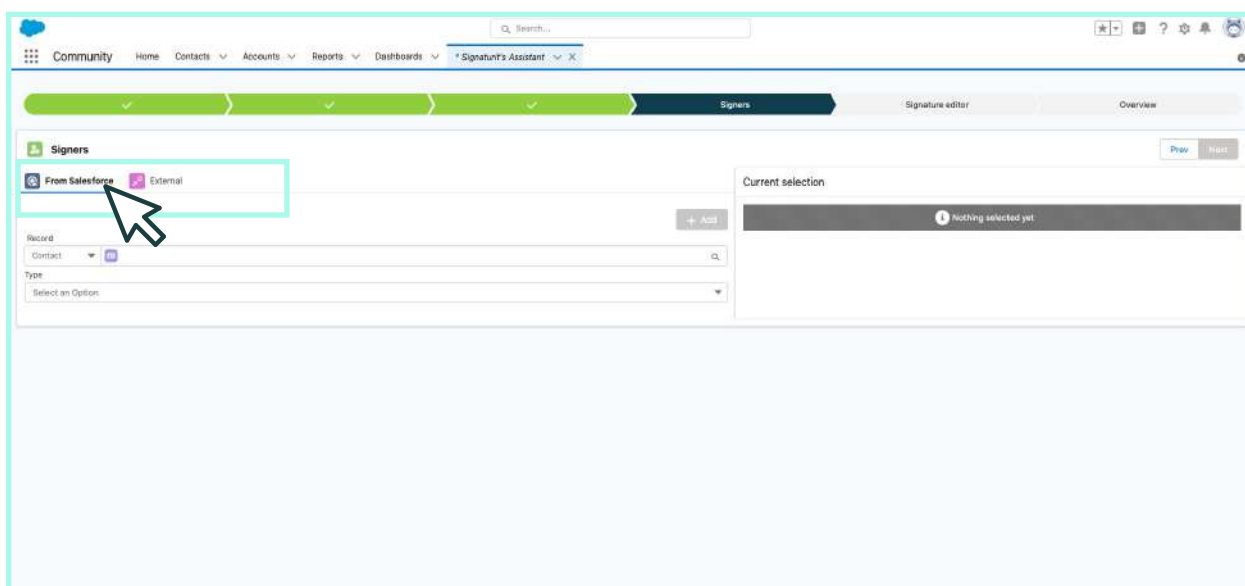 Search...
Community Home Contacts Accounts Reports Dashboards * Signaturit's Assistant
Signers Signature editor Overview
Signers
Prev Next
From Salesforce External
Current selection
+ Add
Nothing selected yet
Record
Contact
Type
Select an Option